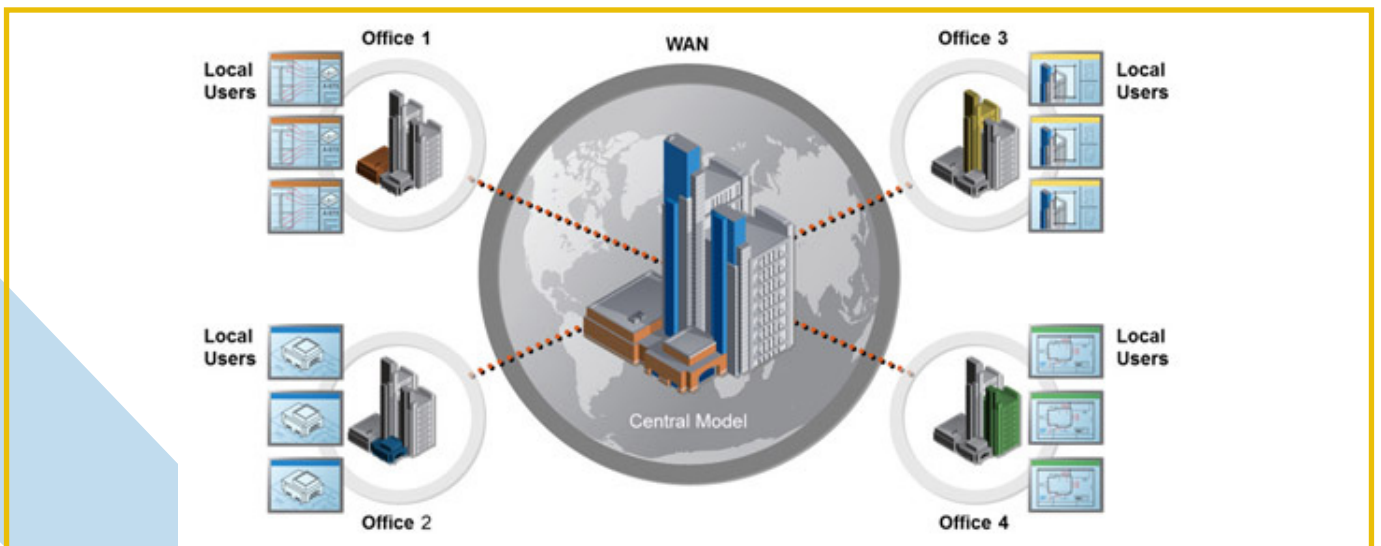 Office 1
WAN
Office 3
Local
Users
Local
Users
Local
Users
Local
Users
Central Model
Office 2
Office 4